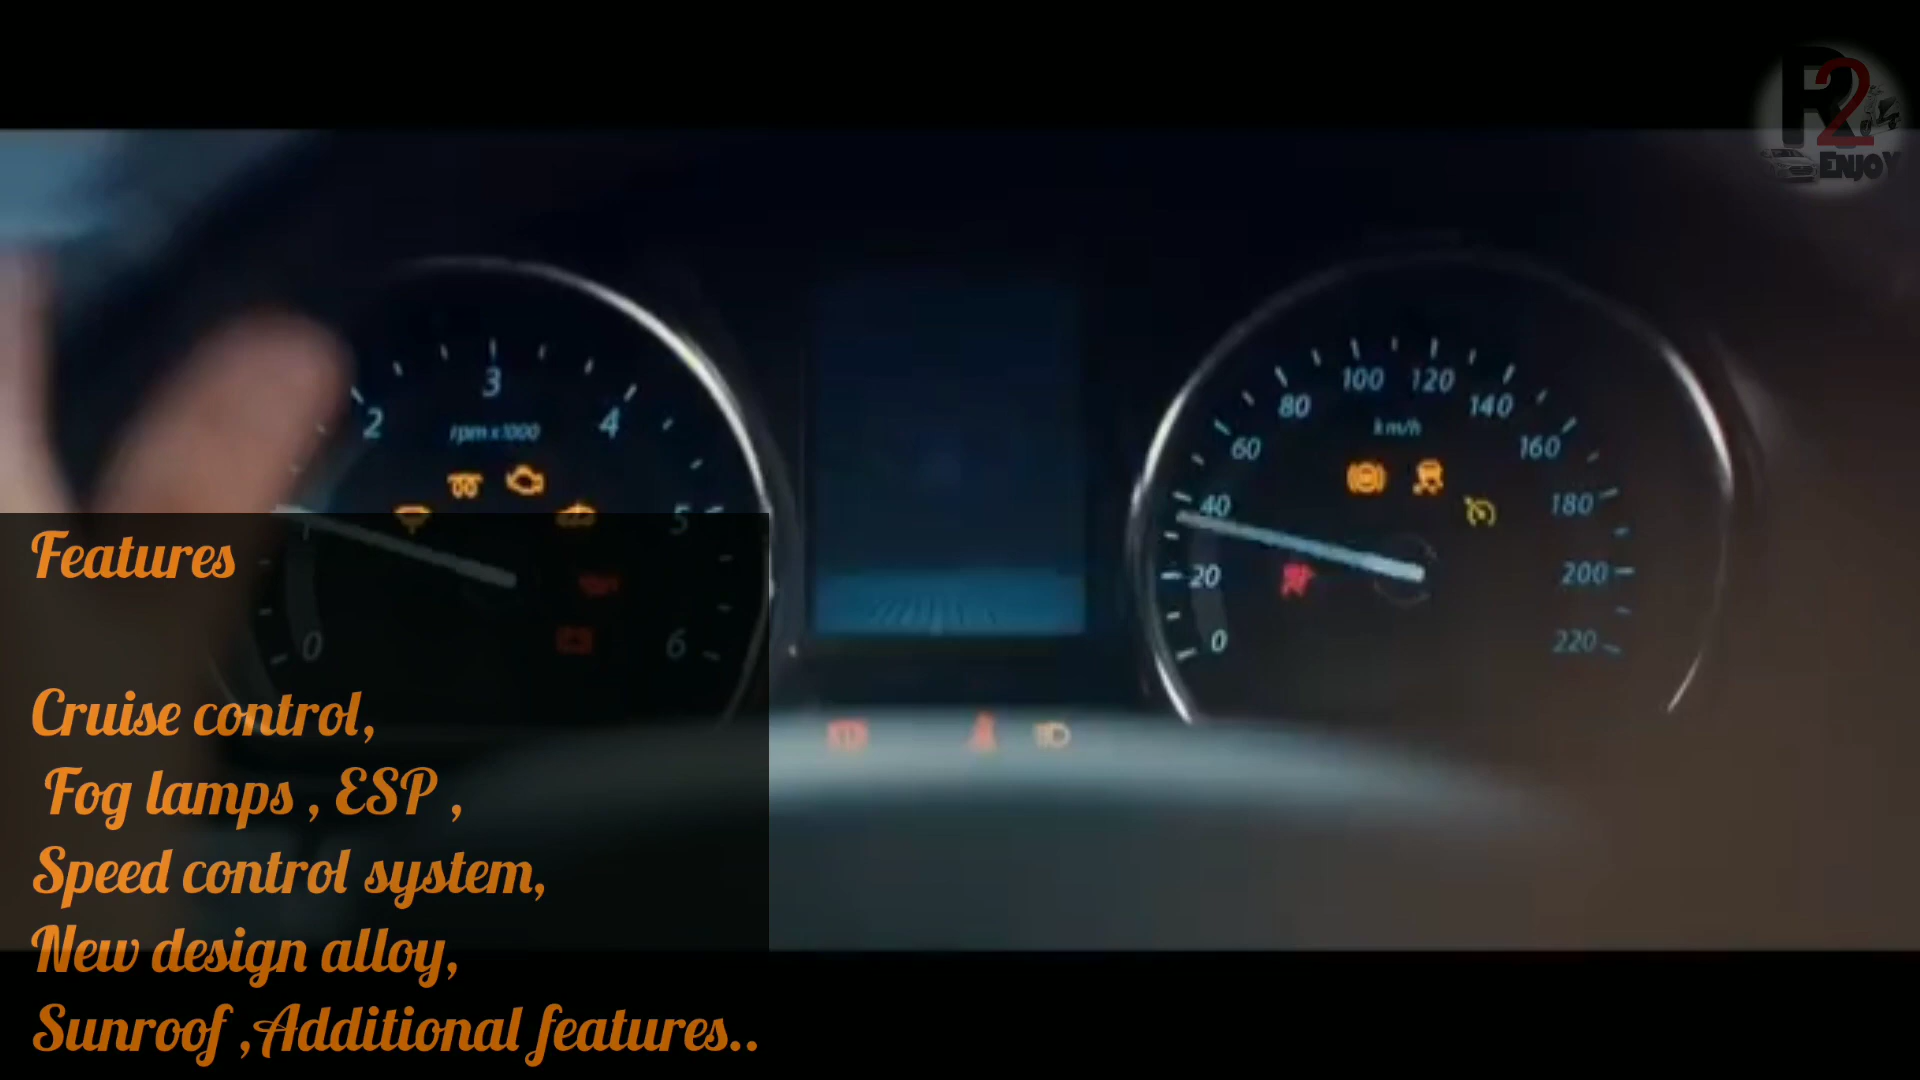 R2
ENJOY
3
2
4
rpm x 1000
5
0
6
100 120
80
140
km/h
60
160
40
180
20
200
0
220
Features
Cruise control,
Fog lamps , ESP ,
Speed control system,
New design alloy,
Sunroof ,Additional features..